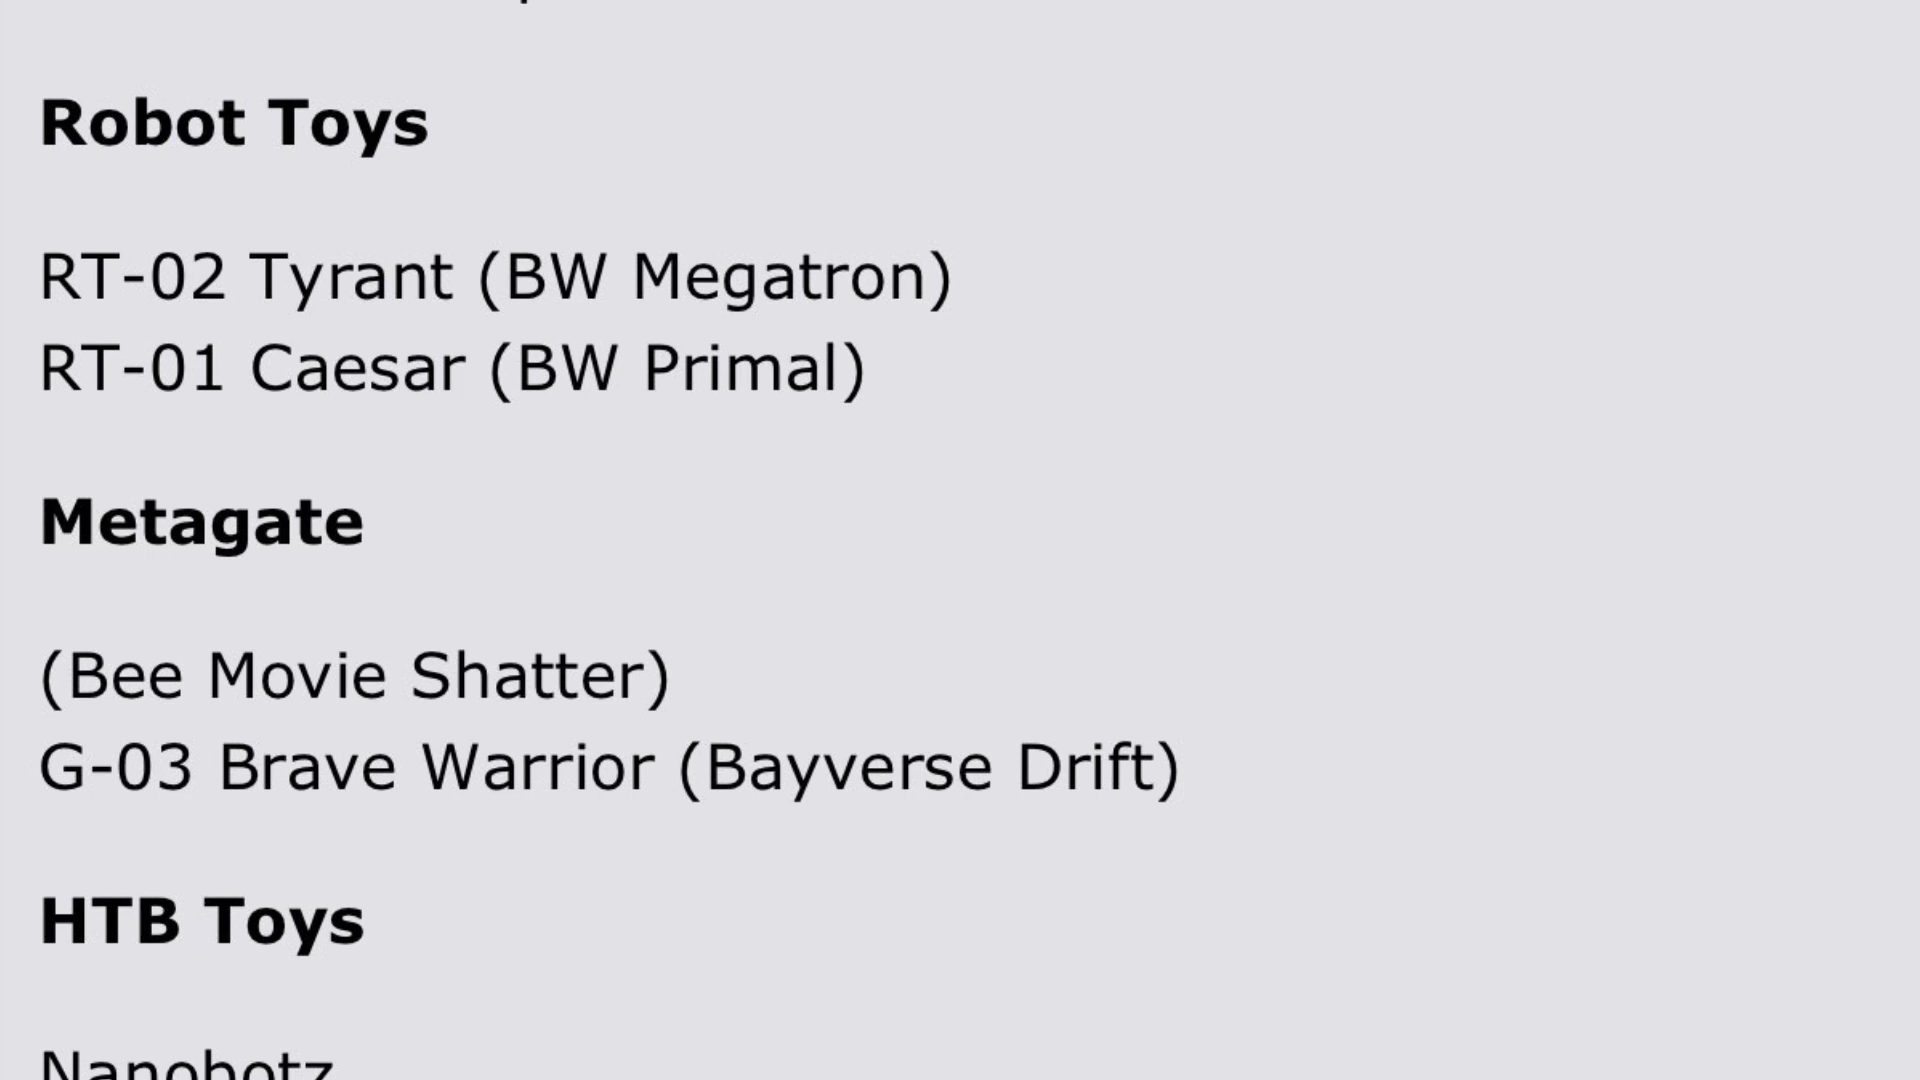 Robot Toys
RT-02 Tyrant (BW Megatron)
RT-01 Caesar (BW Primal)
Metagate
(Bee Movie Shatter)
G-03 Brave Warrior (Bayverse Drift)
HTB Toys
Nanobotz